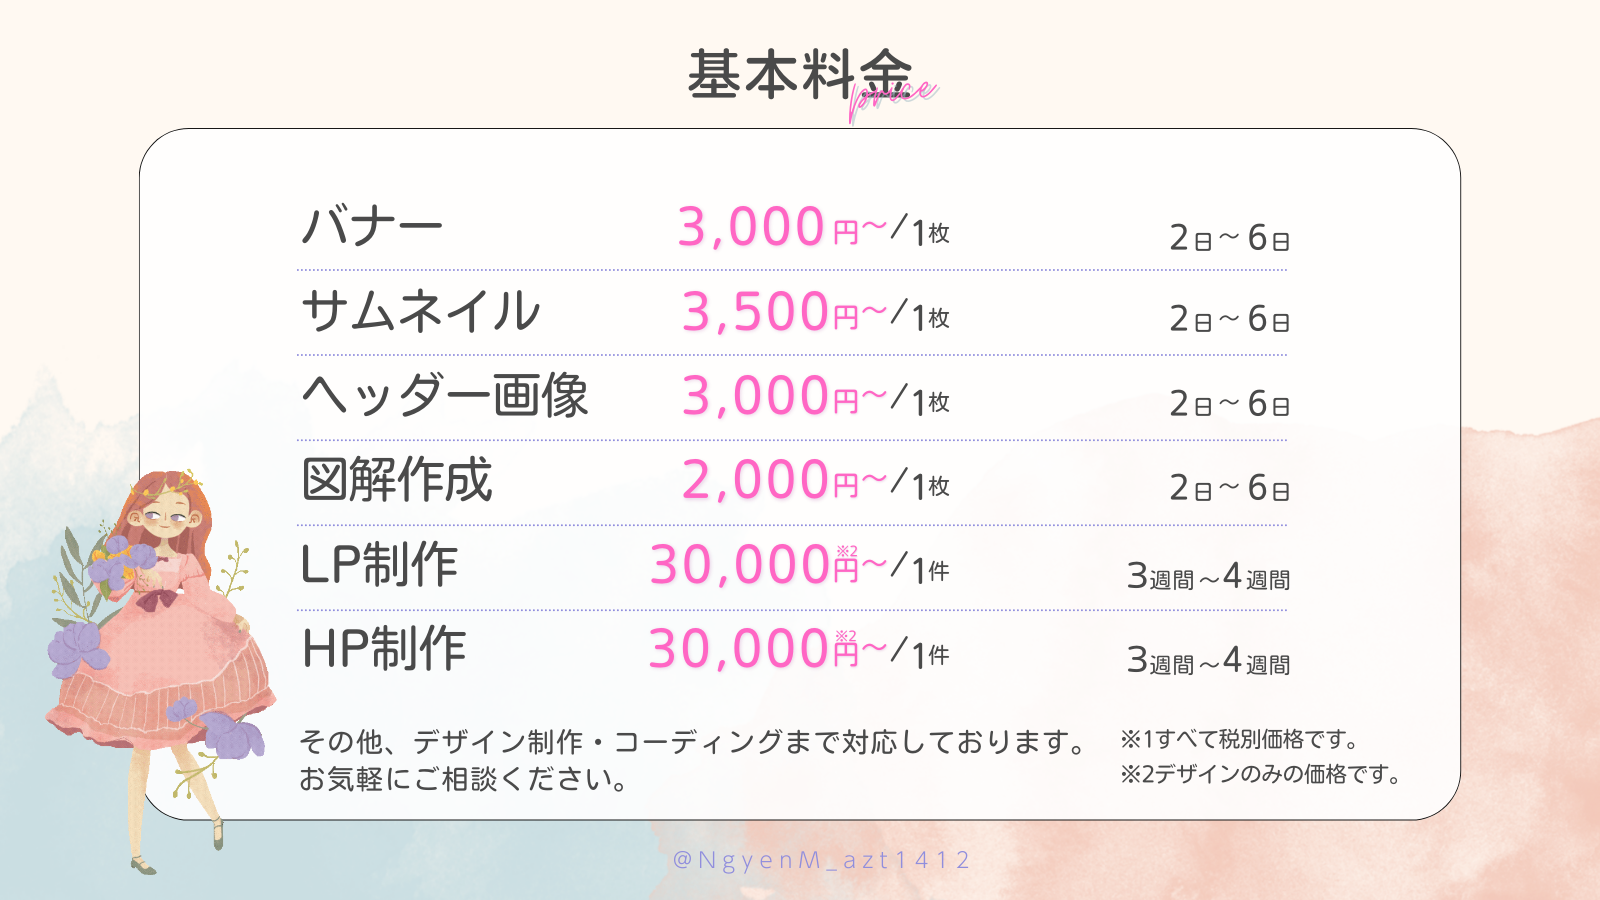 基本料金
price
バナー 3,000円〜/1枚 2日〜6日
サムネイル 3,500円〜/1枚 2日〜6日
ヘッダー画像 3,000円〜/1枚 2日〜6日
図解作成 2,000円〜/1枚 2日〜6日
LP制作 30,000円※2〜/1件 3週間〜4週間
HP制作 30,000円※2〜/1件 3週間〜4週間
その他、デザイン制作・コーディングまで対応しております。
お気軽にご相談ください。
※1すべて税別価格です。
※2デザインのみの価格です。
@NgyenM_azt1412